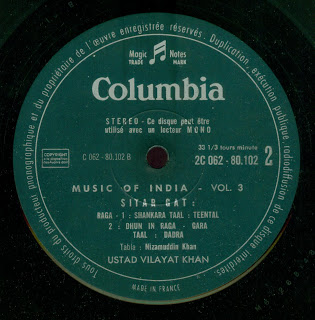 Tous droits du producteur phonographique et du propriétaire de l'œuvre enregistrée réservés. Duplication, exécution publique, radiodiffusion de ce disque interdites.
Magic Notes
TRADE MARK
Columbia
STEREO - Ce disque peut être
utilisé avec un lecteur MONO
33 1/3 tours minute
C 062 - 80.102 B
2C 062 - 80.102 2
COPYRIGHT
MUSIC OF INDIA - VOL. 3
SITAR GAT:
RAGA - 1 : SHANKARA TAAL : TEENTAL
2 : DHUN IN RAGA - GARA
TAAL : DADRA
Tabla : Nizamuddin Khan
USTAD VILAYAT KHAN
MADE IN FRANCE